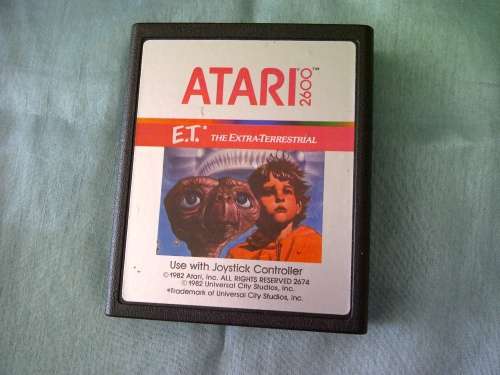 ATARI® 2600™
E.T.* THE EXTRA-TERRESTRIAL
Use with Joystick Controller
©1982 Atari, Inc. ALL RIGHTS RESERVED 2674
©1982 Universal City Studios, Inc.
*Trademark of Universal City Studios, Inc.